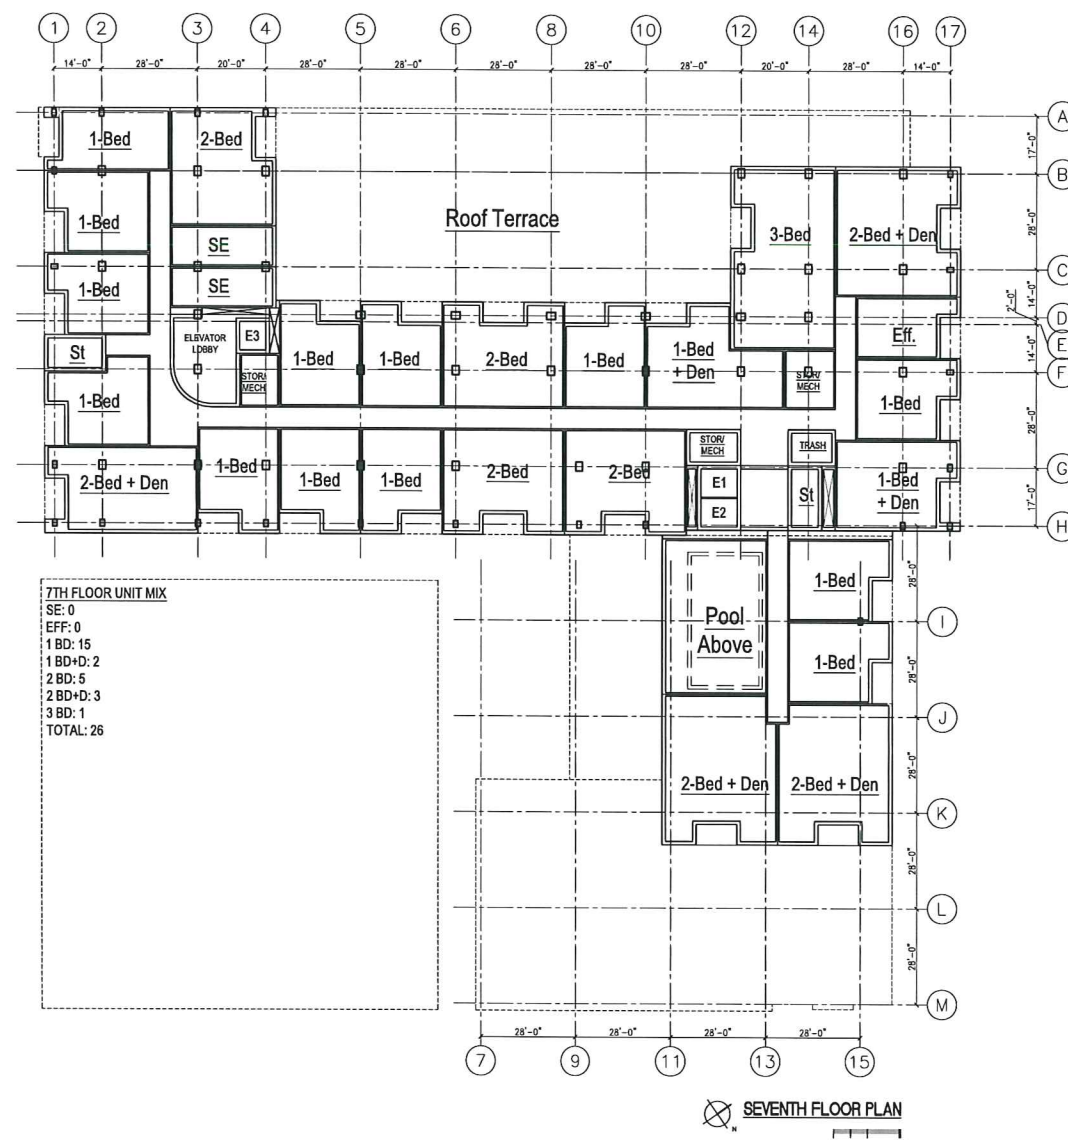 1 2 3 4 5 6 8 10 12 14 16 17
14'-0" 28'-0" 20'-0" 28'-0" 28'-0" 28'-0" 28'-0" 28'-0" 20'-0" 28'-0" 14'-0"
A
17'-0"
B
28'-0"
C
14'-0"
2'-0"
D
E
14'-0"
F
28'-0"
G
17'-0"
H
1-Bed
2-Bed
Roof Terrace
3-Bed
2-Bed + Den
1-Bed
SE
1-Bed
SE
ELEVATOR
LOBBY
E3
St
STOR/
MECH
1-Bed
1-Bed
1-Bed
2-Bed
1-Bed
1-Bed
+ Den
STOR/
MECH
Eff.
1-Bed
2-Bed + Den
1-Bed
1-Bed
1-Bed
2-Bed
2-Bed
STOR/
MECH
E1
E2
TRASH
St
1-Bed
+ Den
7TH FLOOR UNIT MIX
SE: 0
EFF: 0
1 BD: 15
1 BD+D: 2
2 BD: 5
2 BD+D: 3
3 BD: 1
TOTAL: 26
Pool
Above
1-Bed
1-Bed
2-Bed + Den
2-Bed + Den
28'-0"
I
28'-0"
J
28'-0"
K
28'-0"
L
28'-0"
M
28'-0" 28'-0" 28'-0" 28'-0"
7 9 11 13 15
N
SEVENTH FLOOR PLAN